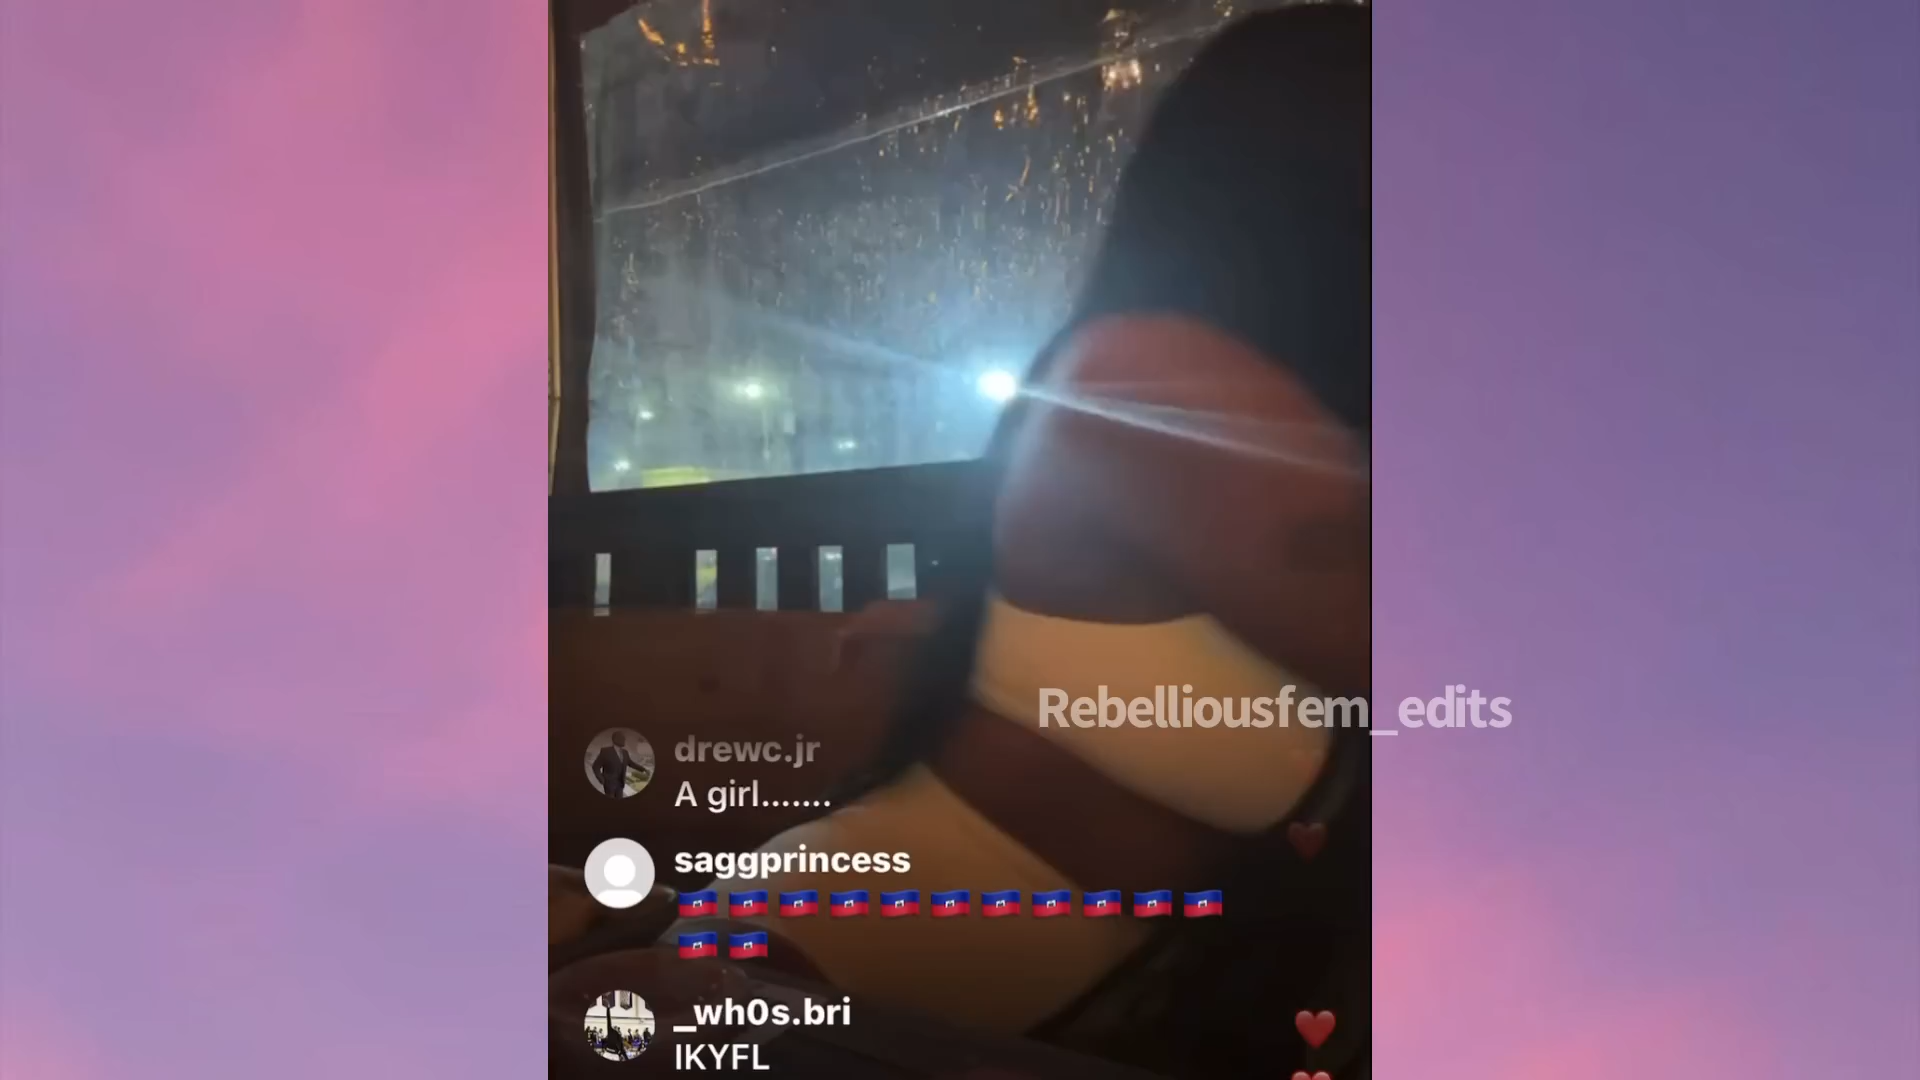 Rebelliousfem_edits
drewc.jr
A girl.......
saggprincess
🇭🇹🇭🇹🇭🇹🇭🇹🇭🇹🇭🇹🇭🇹🇭🇹🇭🇹🇭🇹🇭🇹
🇭🇹🇭🇹
_wh0s.bri
IKYFL